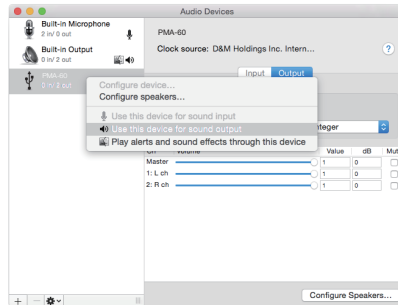 Audio Devices
Built-in Microphone
2 in/ 0 out
Built-in Output
0 in/ 2 out
PMA-60
0 in/ 2 out
PMA-60
Clock source: D&M Holdings Inc. Intern...
?
Input
Output
Configure device...
Configure speakers...
Use this device for sound input
Use this device for sound output
Play alerts and sound effects through this device
Integer
Ch
Volume
Value
dB
Mut
Master
1
0
1: L ch
1
0
2: R ch
1
0
Configure Speakers...